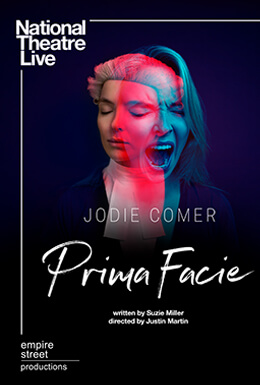 National
Theatre
Live
JODIE COMER
Prima Facie
written by Suzie Miller
directed by Justin Martin
empire
street
productions